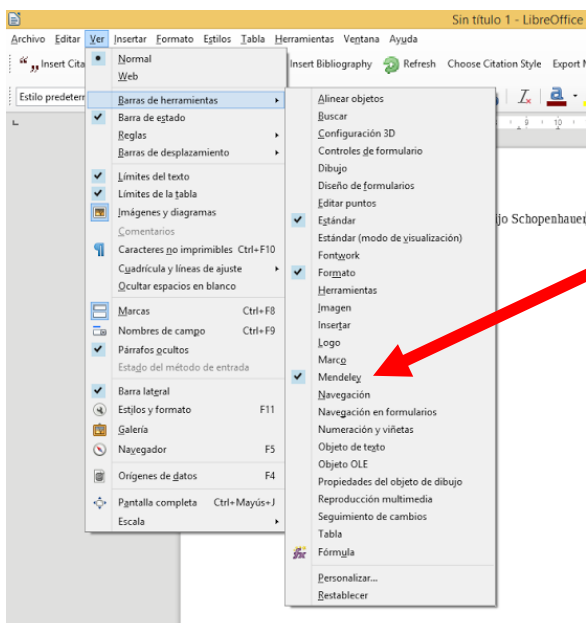 Sin título 1 - LibreOffice
Archivo Editar Ver Insertar Formato Estilos Tabla Herramientas Ventana Ayuda
Insert Cita
Insert Bibliography Refresh Choose Citation Style Export
Estilo predeter
Normal
Web
Barras de herramientas
Barra de estado
Reglas
Barras de desplazamiento
Límites del texto
Límites de la tabla
Imágenes y diagramas
Comentarios
Caracteres no imprimibles Ctrl+F10
Cuadrícula y líneas de ajuste
Ocultar espacios en blanco
Marcas Ctrl+F8
Nombres de campo Ctrl+F9
Párrafos ocultos
Estado del método de entrada
Barra lateral
Estilos y formato F11
Galería
Navegador F5
Orígenes de datos F4
Pantalla completa Ctrl+Mayús+J
Escala
Alinear objetos
Buscar
Configuración 3D
Controles de formulario
Dibujo
Diseño de formularios
Editar puntos
Estándar
Estándar (modo de visualización)
Fontwork
Formato
Herramientas
Imagen
Insertar
Logo
Marco
Mendeley
Navegación
Navegación en formularios
Numeración y viñetas
Objeto de texto
Objeto OLE
Propiedades del objeto de dibujo
Reproducción multimedia
Seguimiento de cambios
Tabla
Fórmula
Personalizar...
Restablecer
I a
9 10
ijo Schopenhauer